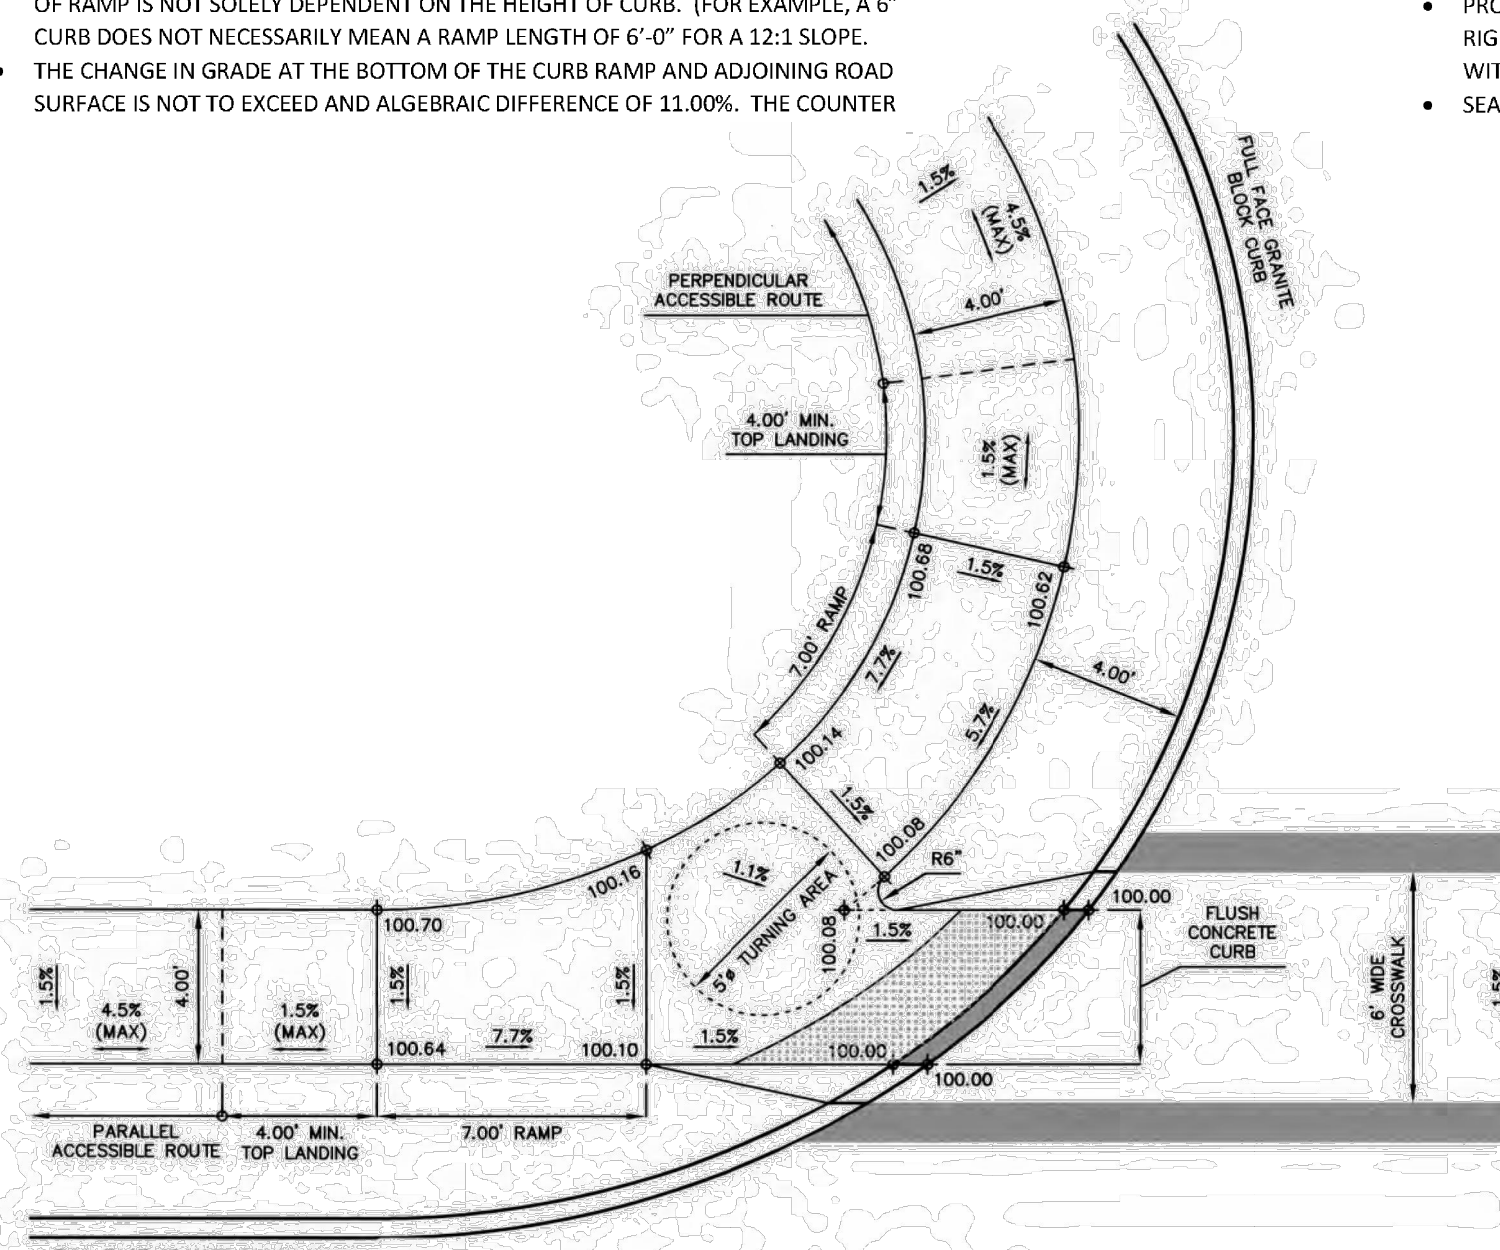 OF RAMP IS NOT SOLELY DEPENDENT ON THE HEIGHT OF CURB. (FOR EXAMPLE, A 6"
CURB DOES NOT NECESSARILY MEAN A RAMP LENGTH OF 6'-0" FOR A 12:1 SLOPE.
• THE CHANGE IN GRADE AT THE BOTTOM OF THE CURB RAMP AND ADJOINING ROAD
SURFACE IS NOT TO EXCEED AND ALGEBRAIC DIFFERENCE OF 11.00%. THE COUNTER
• PRO
RIG
WIT
• SEA
FULL FACE GRANITE
BLOCK CURB
1.5%
4.5%
(MAX)
PERPENDICULAR
ACCESSIBLE ROUTE
4.00'
4.00' MIN.
TOP LANDING
1.5%
(MAX)
100.68
1.5%
100.62
7.00' RAMP
7.7%
4.00'
5.7%
100.14
1.5%
100.08
R6"
100.16
1.1%
5'ø TURNING AREA
100.08
1.5%
100.00
100.00
FLUSH
CONCRETE
CURB
6' WIDE
CROSSWALK
1.5%
100.70
1.5%
4.00'
4.5%
(MAX)
1.5%
(MAX)
1.5%
1.5%
100.64
7.7%
100.10
1.5%
100.00
100.00
PARALLEL
ACCESSIBLE ROUTE
4.00' MIN.
TOP LANDING
7.00' RAMP